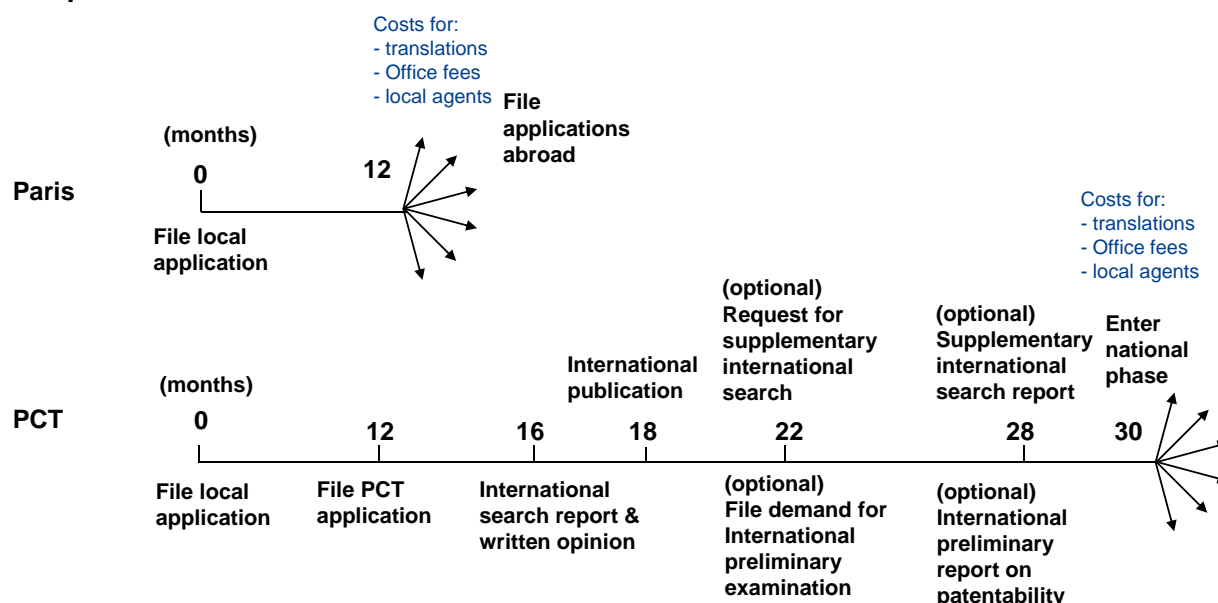 Costs for:
- translations
- Office fees
- local agents
File
applications
abroad
(months)
0
12
Paris
File local
application
Costs for:
- translations
- Office fees
- local agents
(optional)
Request for
supplementary
international
search
(optional)
Supplementary
international
search report
Enter
national
phase
International
publication
(months)
PCT
0
12
16
18
22
28
30
File local
application
File PCT
application
International
search report &
written opinion
(optional)
File demand for
International
preliminary
examination
(optional)
International
preliminary
report on
patentability